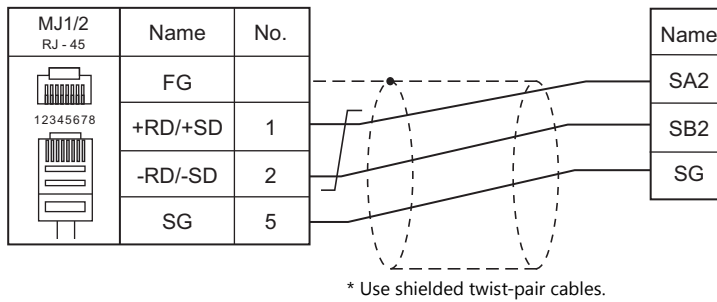 MJ1/2 Name No. Name
RJ - 45
FG SA2
12345678
+RD/+SD 1 SB2
-RD/-SD 2 SG
SG 5
* Use shielded twist-pair cables.